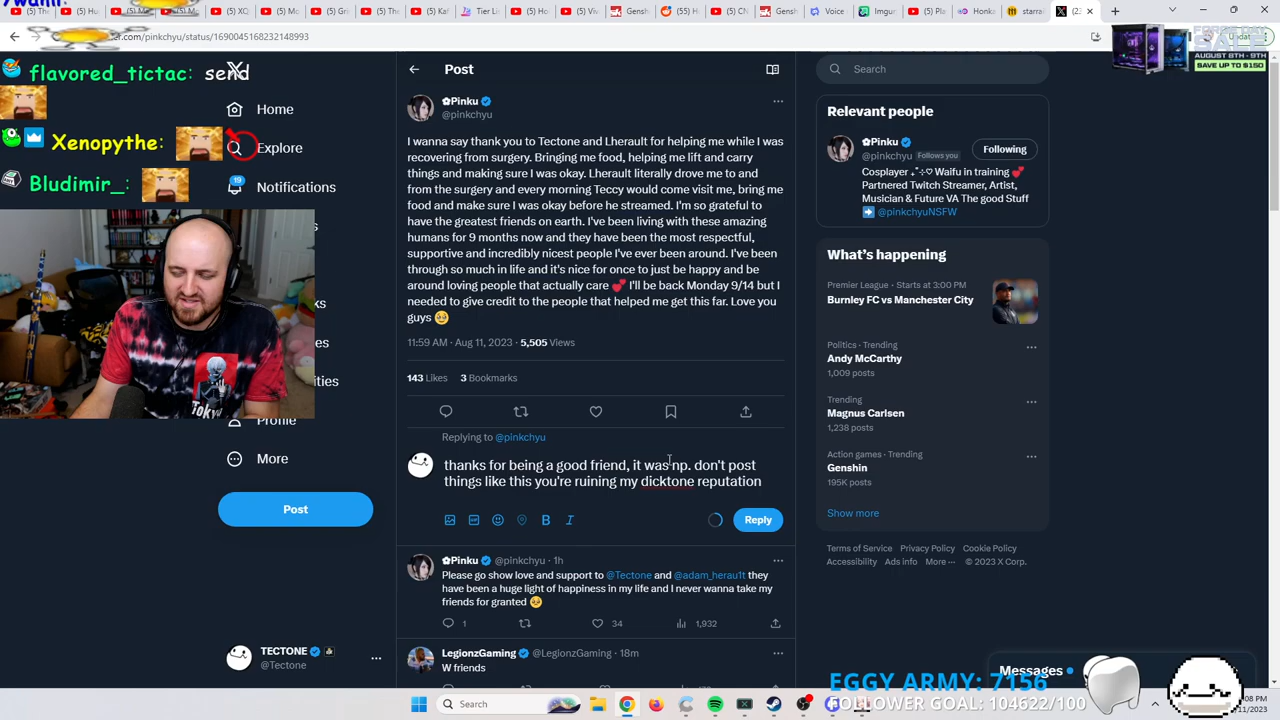 flavored_tictac: send
Xenopythe:
Bludimir_:
er.com/pinkchyu/status/1690045168232148993
Update
AUGUST 8TH - 9TH
SAVE UP TO $150
Home
Explore
19
Notifications
Profile
More
Post
TECTONE
@Tectone
Post
✿Pinku
@pinkchyu
I wanna say thank you to Tectone and Lherault for helping me while I was
recovering from surgery. Bringing me food, helping me lift and carry
things and making sure I was okay. Lherault literally drove me to and
from the surgery and every morning Teccy would come visit me, bring me
food and make sure I was okay before he streamed. I'm so grateful to
have the greatest friends on earth. I've been living with these amazing
humans for 9 months now and they have been the most respectful,
supportive and incredibly nicest people I've ever been around. I've been
through so much in life and it's nice for once to just be happy and be
around loving people that actually care 💕 I'll be back Monday 9/14 but I
needed to give credit to the people that helped me get this far. Love you
guys 🥹
11:59 AM · Aug 11, 2023 · 5,505 Views
143 Likes 3 Bookmarks
Replying to @pinkchyu
thanks for being a good friend, it was np. don't post
things like this you're ruining my dicktone reputation
Reply
✿Pinku @pinkchyu · 1h
Please go show love and support to @Tectone and @adam_herau1t they
have been a huge light of happiness in my life and I never wanna take my
friends for granted 🥹
1 34 1,932
LegionzGaming @LegionzGaming · 18m
W friends
Search
Relevant people
✿Pinku
@pinkchyu Follows you
Following
Cosplayer ₊˚⊹♡ Waifu in training 💕
Partnered Twitch Streamer, Artist,
Musician & Future VA The good Stuff
➡️ @pinkchyuNSFW
What's happening
Premier League · Starts at 3:00 PM
Burnley FC vs Manchester City
Politics · Trending
Andy McCarthy
1,009 posts
Trending
Magnus Carlsen
1,238 posts
Action games · Trending
Genshin
195K posts
Show more
Terms of Service Privacy Policy Cookie Policy
Accessibility Ads info More ··· © 2023 X Corp.
Messages
EGGY ARMY: 7156
FOLLOWER GOAL: 104622/100
Search